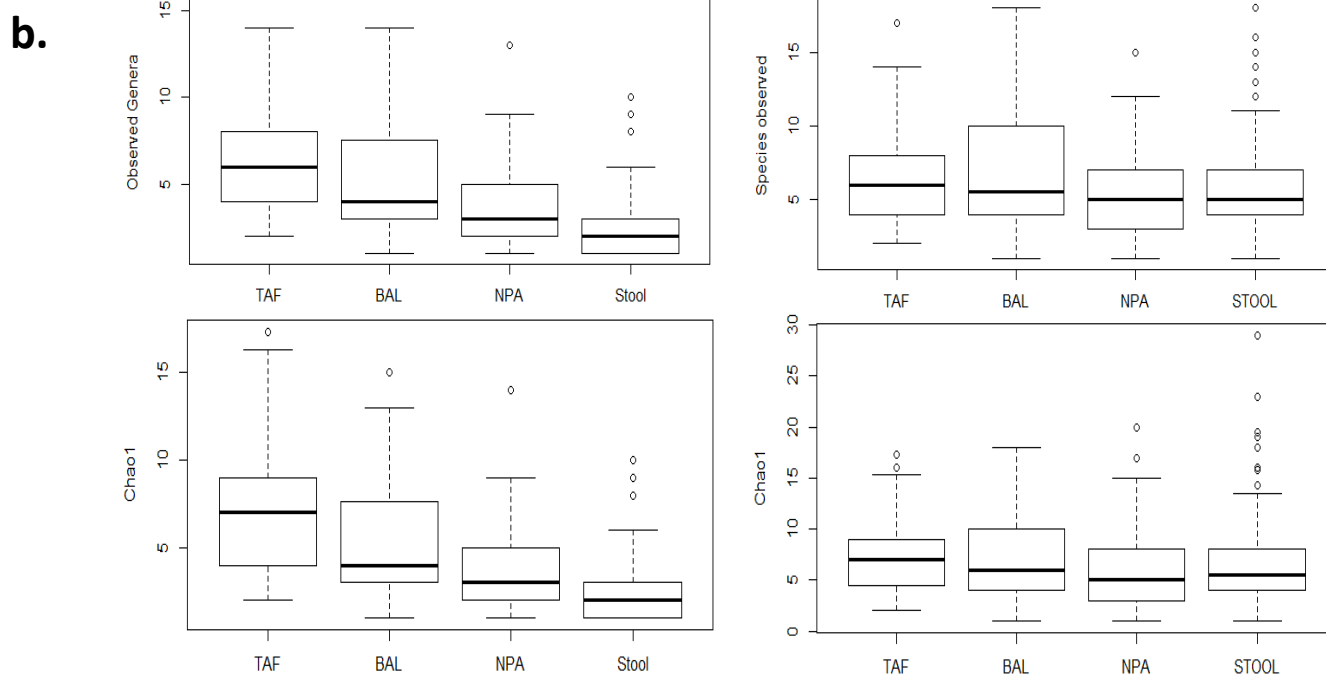 b.
Observed Genera
15
10
5
TAF BAL NPA Stool
Species observed
15
10
5
TAF BAL NPA STOOL
Chao1
15
10
5
TAF BAL NPA Stool
Chao1
30
25
20
15
10
5
0
TAF BAL NPA STOOL